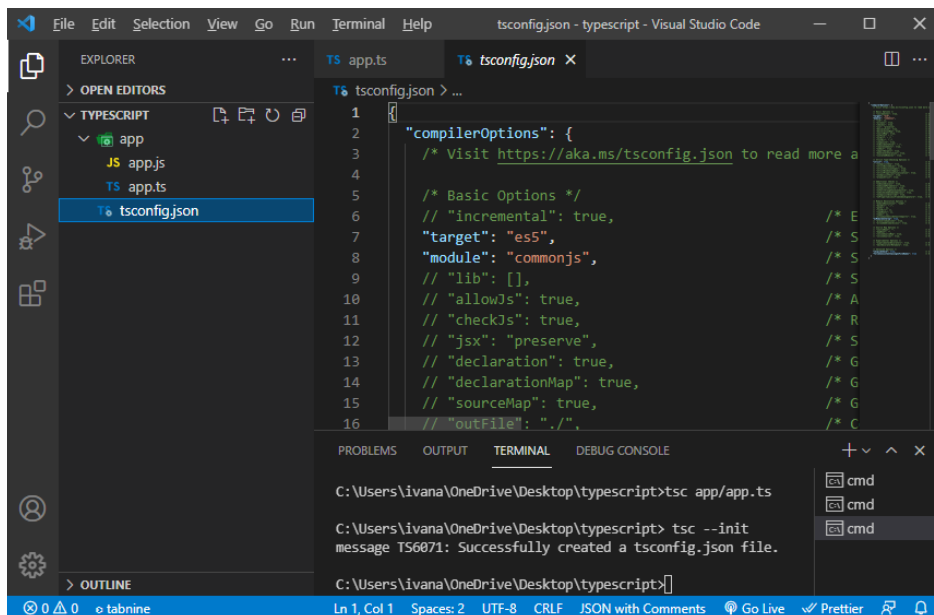 File Edit Selection View Go Run Terminal Help tsconfig.json - typescript - Visual Studio Code
EXPLORER
OPEN EDITORS
TYPESCRIPT
app
JS app.js
TS app.ts
TS tsconfig.json
OUTLINE
TS app.ts TS tsconfig.json
TS tsconfig.json > ...
1 {
2 "compilerOptions": {
3 /* Visit https://aka.ms/tsconfig.json to read more a
4
5 /* Basic Options */
6 // "incremental": true, /* E
7 "target": "es5", /* S
8 "module": "commonjs", /* S
9 // "lib": [], /* S
10 // "allowJs": true, /* A
11 // "checkJs": true, /* R
12 // "jsx": "preserve", /* S
13 // "declaration": true, /* G
14 // "declarationMap": true, /* G
15 // "sourceMap": true, /* G
16 // "outFile": "./", /* C
PROBLEMS OUTPUT TERMINAL DEBUG CONSOLE
C:\Users\ivana\OneDrive\Desktop\typescript>tsc app/app.ts
C:\Users\ivana\OneDrive\Desktop\typescript> tsc --init
message TS6071: Successfully created a tsconfig.json file.
C:\Users\ivana\OneDrive\Desktop\typescript>
cmd
cmd
cmd
0 0 tabnine Ln 1, Col 1 Spaces: 2 UTF-8 CRLF JSON with Comments Go Live Prettier